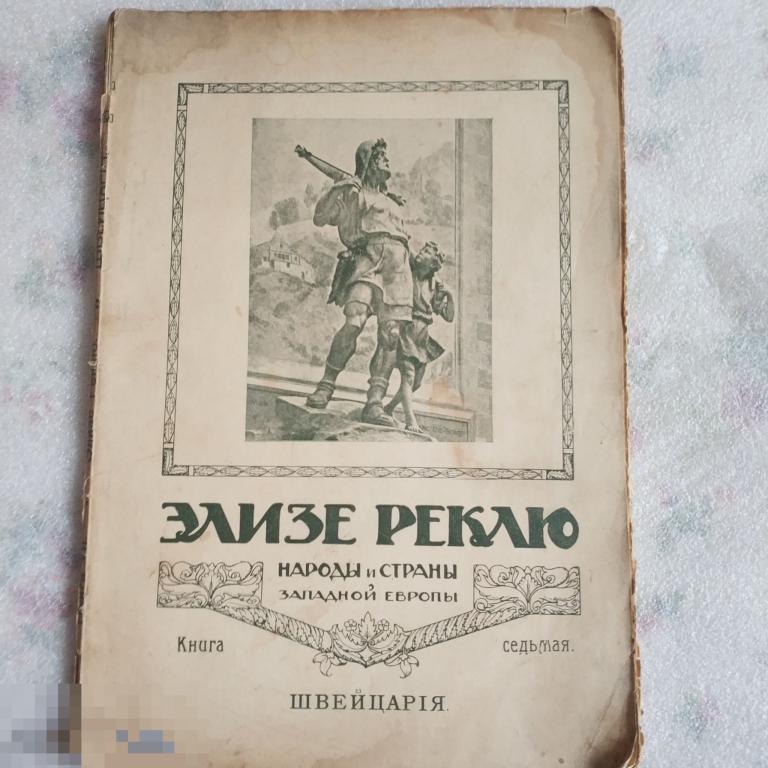 ЭЛИЗЕ РЕКЛЮ
НАРОДЫ и СТРАНЫ
ЗАПАДНОЙ ЕВРОПЫ
Книга седьмая.
ШВЕЙЦАРІЯ.